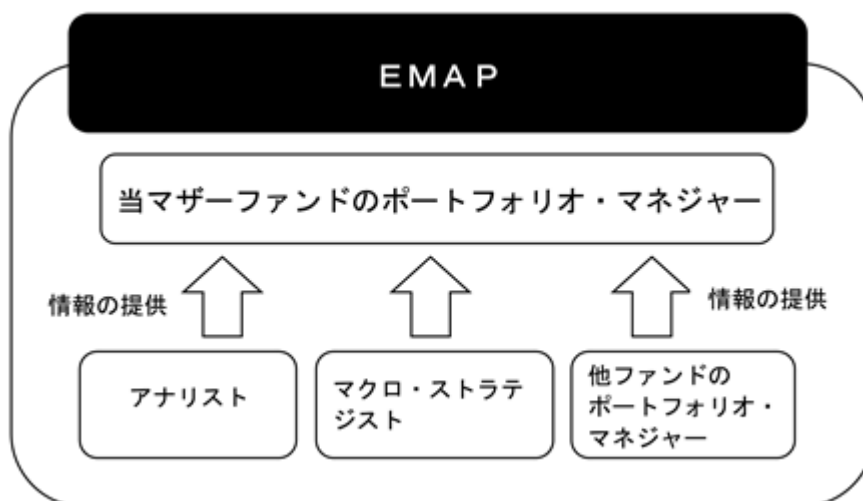 ＥＭＡＰ
当マザーファンドのポートフォリオ・マネジャー
情報の提供
情報の提供
アナリスト
マクロ・ストラテ
ジスト
他ファンドの
ポートフォリオ・
マネジャー